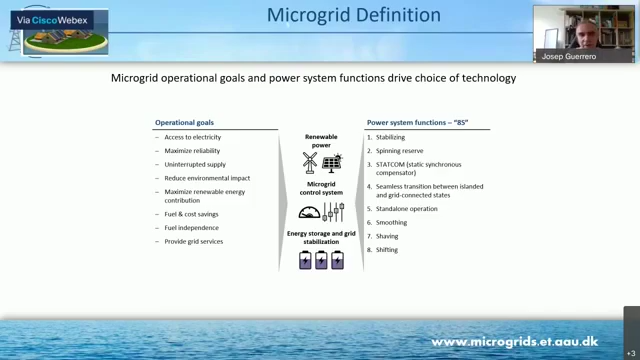 Via Cisco Webex
Microgrid Definition
Josep Guerrero
Microgrid operational goals and power system functions drive choice of technology
Operational goals
– Access to electricity
– Maximize reliability
– Uninterrupted supply
– Reduce environmental impact
– Maximize renewable energy
contribution
– Fuel & cost savings
– Fuel independence
– Provide grid services
Renewable
power
Microgrid
control system
Energy storage and grid
stabilization
Power system functions – “8S”
1. Stabilizing
2. Spinning reserve
3. STATCOM (static synchronous
compensator)
4. Seamless transition between islanded
and grid-connected states
5. Standalone operation
6. Smoothing
7. Shaving
8. Shifting
www.microgrids.et.aau.dk
+3